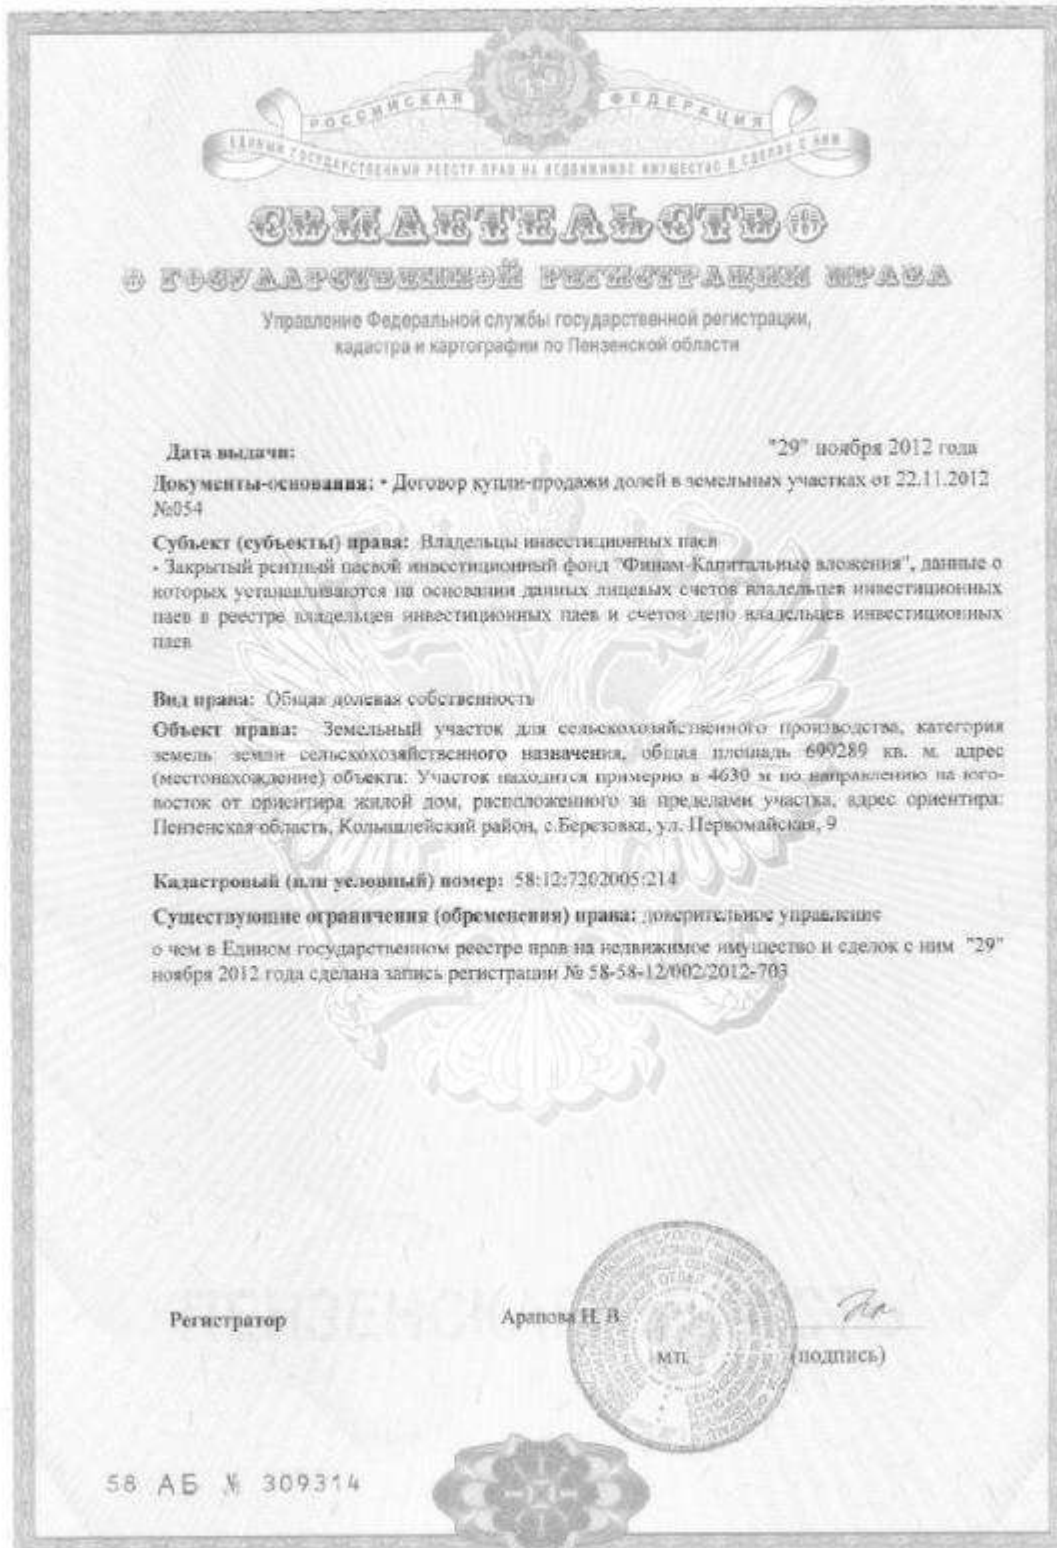 РОССИЙСКАЯ ФЕДЕРАЦИЯ
ЕДИНЫЙ ГОСУДАРСТВЕННЫЙ РЕЕСТР ПРАВ НА НЕДВИЖИМОЕ ИМУЩЕСТВО И СДЕЛОК С НИМ
СВИДЕТЕЛЬСТВО
О ГОСУДАРСТВЕННОЙ РЕГИСТРАЦИИ ПРАВА
Управление Федеральной службы государственной регистрации,
кадастра и картографии по Пензенской области
Дата выдачи: "29" ноября 2012 года
Документы-основания: • Договор купли-продажи долей в земельных участках от 22.11.2012
№054
Субъект (субъекты) права: Владельцы инвестиционных паев
- Закрытый рентный паевой инвестиционный фонд "Финам-Капитальные вложения", данные о
которых устанавливаются на основании данных лицевых счетов владельцев инвестиционных
паев в реестре владельцев инвестиционных паев и счетов депо владельцев инвестиционных
паев
Вид права: Общая долевая собственность
Объект права: Земельный участок для сельскохозяйственного производства, категория
земель: земли сельскохозяйственного назначения, общая площадь 699289 кв. м, адрес
(местонахождение) объекта: Участок находится примерно в 4630 м по направлению на юго-
восток от ориентира жилой дом, расположенного за пределами участка, адрес ориентира:
Пензенская область, Колышлейский район, с.Березовка, ул. Первомайская, 9
Кадастровый (или условный) номер: 58:12:7202005:214
Существующие ограничения (обременения) права: доверительное управление
о чем в Едином государственном реестре прав на недвижимое имущество и сделок с ним "29"
ноября 2012 года сделана запись регистрации № 58-58-12/002/2012-703
Регистратор Арапова Н. В.
М.П. (подпись)
58 АБ № 309314